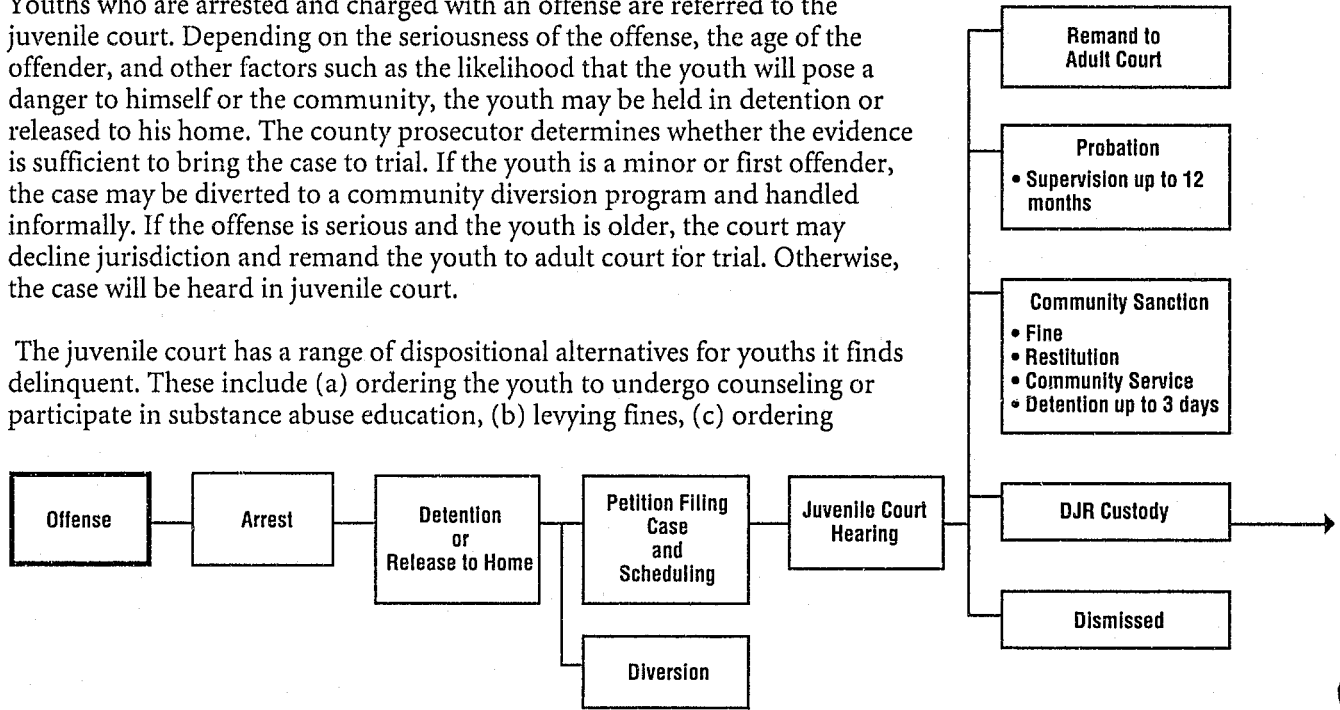 Youths who are arrested and charged with an offense are referred to the
juvenile court. Depending on the seriousness of the offense, the age of the
offender, and other factors such as the likelihood that the youth will pose a
danger to himself or the community, the youth may be held in detention or
released to his home. The county prosecutor determines whether the evidence
is sufficient to bring the case to trial. If the youth is a minor or first offender,
the case may be diverted to a community diversion program and handled
informally. If the offense is serious and the youth is older, the court may
decline jurisdiction and remand the youth to adult court for trial. Otherwise,
the case will be heard in juvenile court.
The juvenile court has a range of dispositional alternatives for youths it finds
delinquent. These include (a) ordering the youth to undergo counseling or
participate in substance abuse education, (b) levying fines, (c) ordering
Offense
Arrest
Detention
or
Release to Home
Petition Filing
Case
and
Scheduling
Diversion
Juvenile Court
Hearing
Remand to
Adult Court
Probation
• Supervision up to 12
months
Community Sanction
• Fine
• Restitution
• Community Service
• Detention up to 3 days
DJR Custody
Dismissed